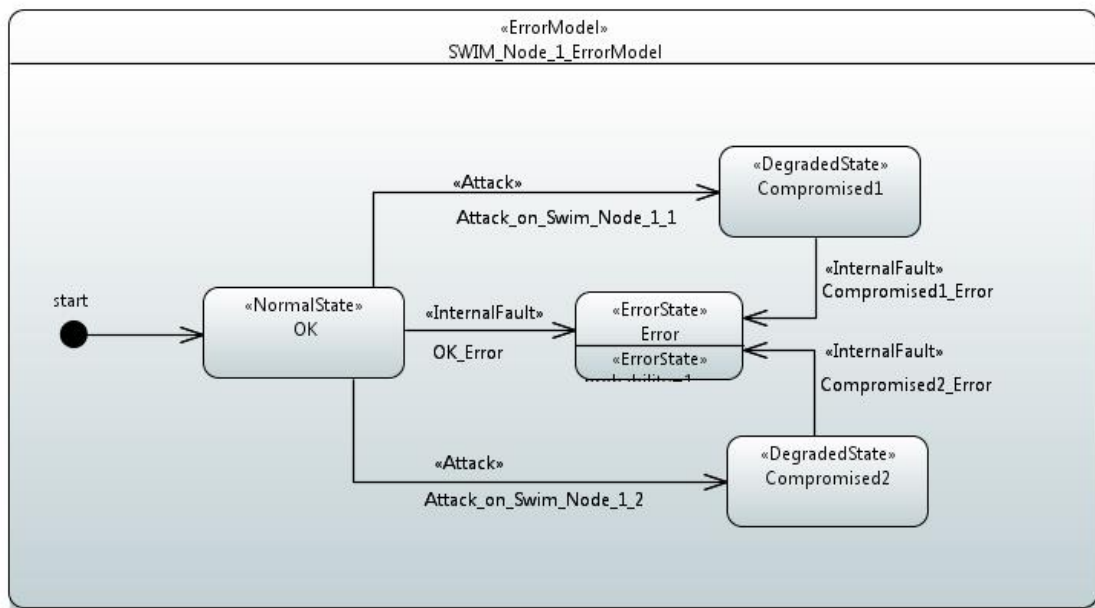 «ErrorModel»
SWIM_Node_1_ErrorModel
«DegradedState»
Compromised1
«Attack»
Attack_on_Swim_Node_1_1
«InternalFault»
Compromised1_Error
start
«NormalState»
OK
«InternalFault»
OK_Error
«ErrorState»
Error
«ErrorState»
«InternalFault»
Compromised2_Error
«DegradedState»
Compromised2
«Attack»
Attack_on_Swim_Node_1_2